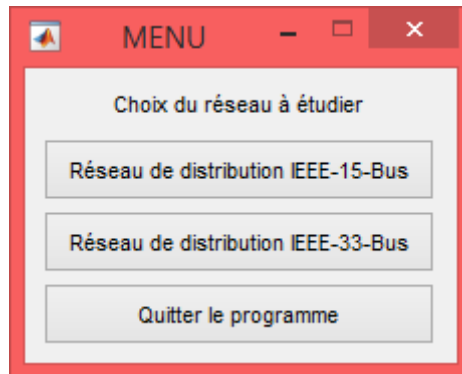 MENU
Choix du réseau à étudier
Réseau de distribution IEEE-15-Bus
Réseau de distribution IEEE-33-Bus
Quitter le programme